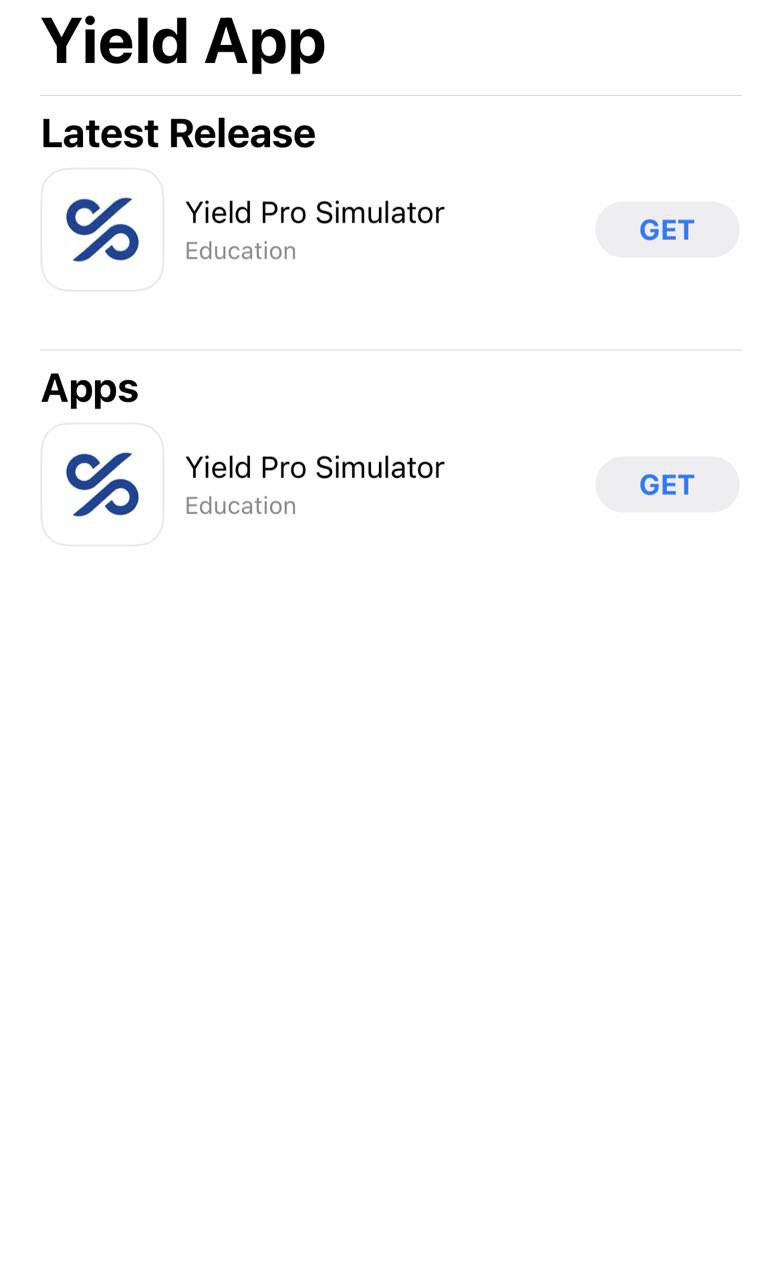 Yield App
Latest Release
Yield Pro Simulator
Education
GET
Apps
Yield Pro Simulator
Education
GET